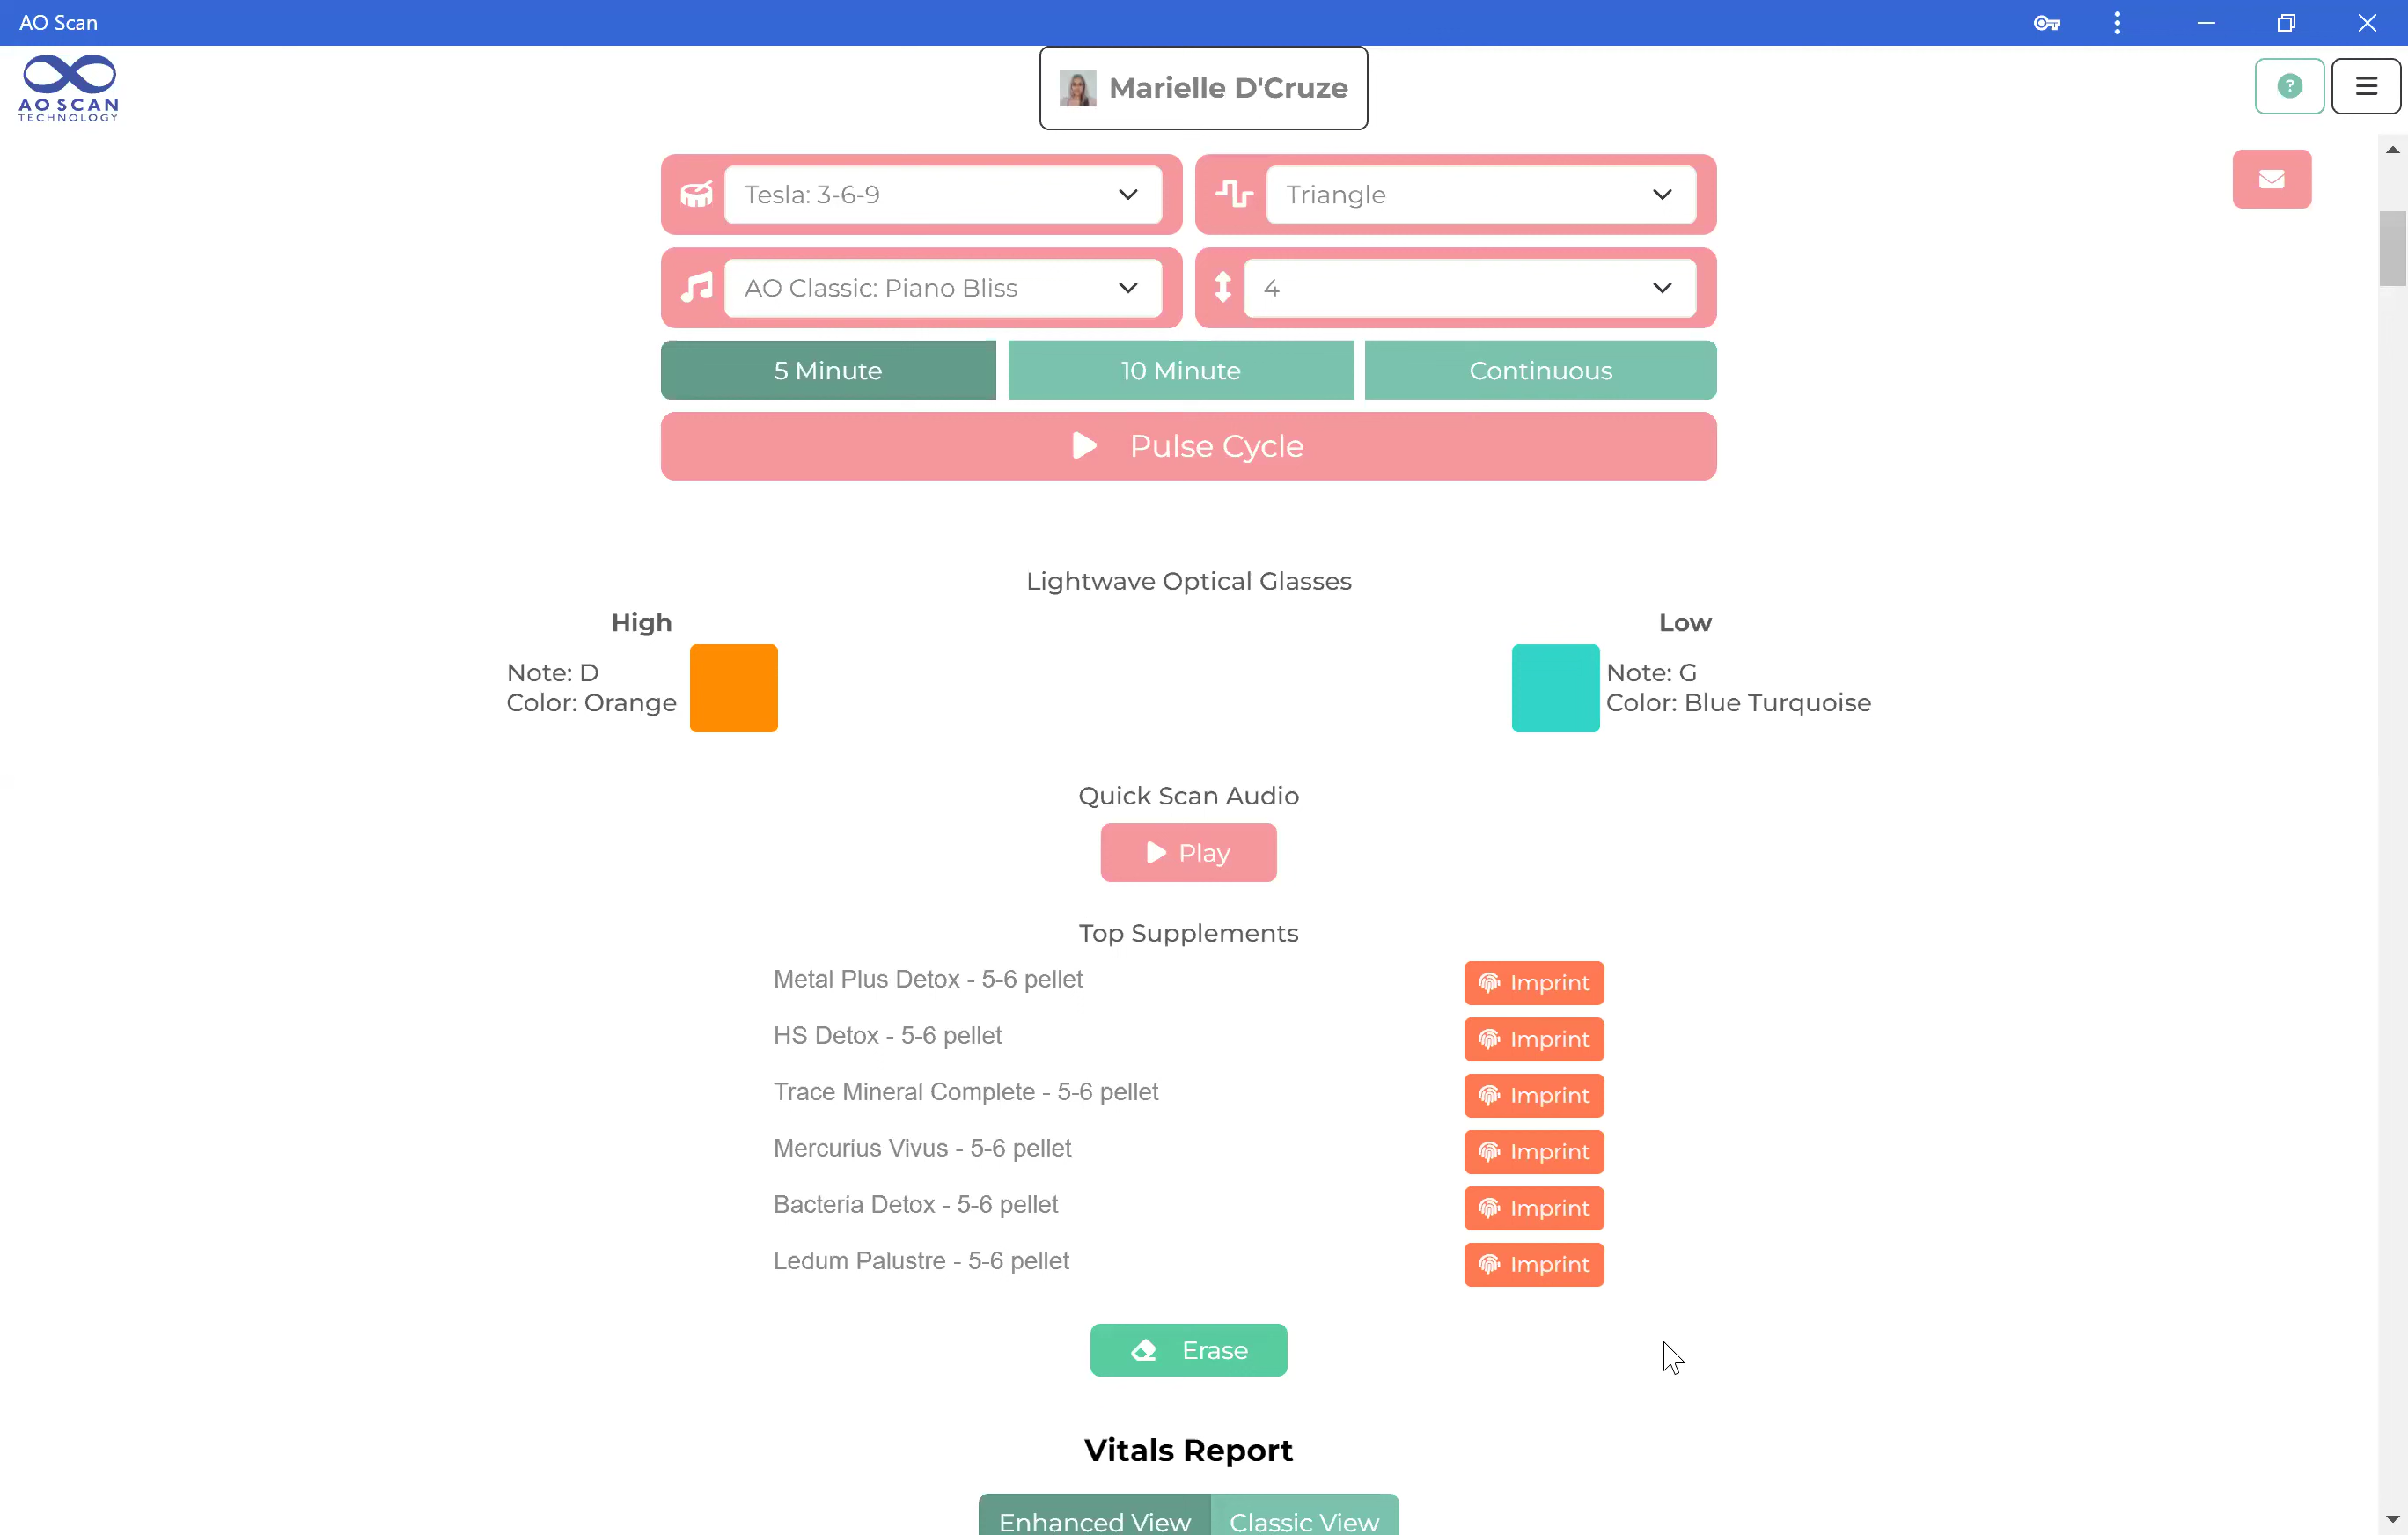 AO Scan
AO SCAN
TECHNOLOGY
Marielle D'Cruze
?
Tesla: 3-6-9
Triangle
AO Classic: Piano Bliss
4
5 Minute
10 Minute
Continuous
Pulse Cycle
Lightwave Optical Glasses
High
Low
Note: D
Color: Orange
Note: G
Color: Blue Turquoise
Quick Scan Audio
Play
Top Supplements
Metal Plus Detox - 5-6 pellet
Imprint
HS Detox - 5-6 pellet
Imprint
Trace Mineral Complete - 5-6 pellet
Imprint
Mercurius Vivus - 5-6 pellet
Imprint
Bacteria Detox - 5-6 pellet
Imprint
Ledum Palustre - 5-6 pellet
Imprint
Erase
Vitals Report
Enhanced View
Classic View